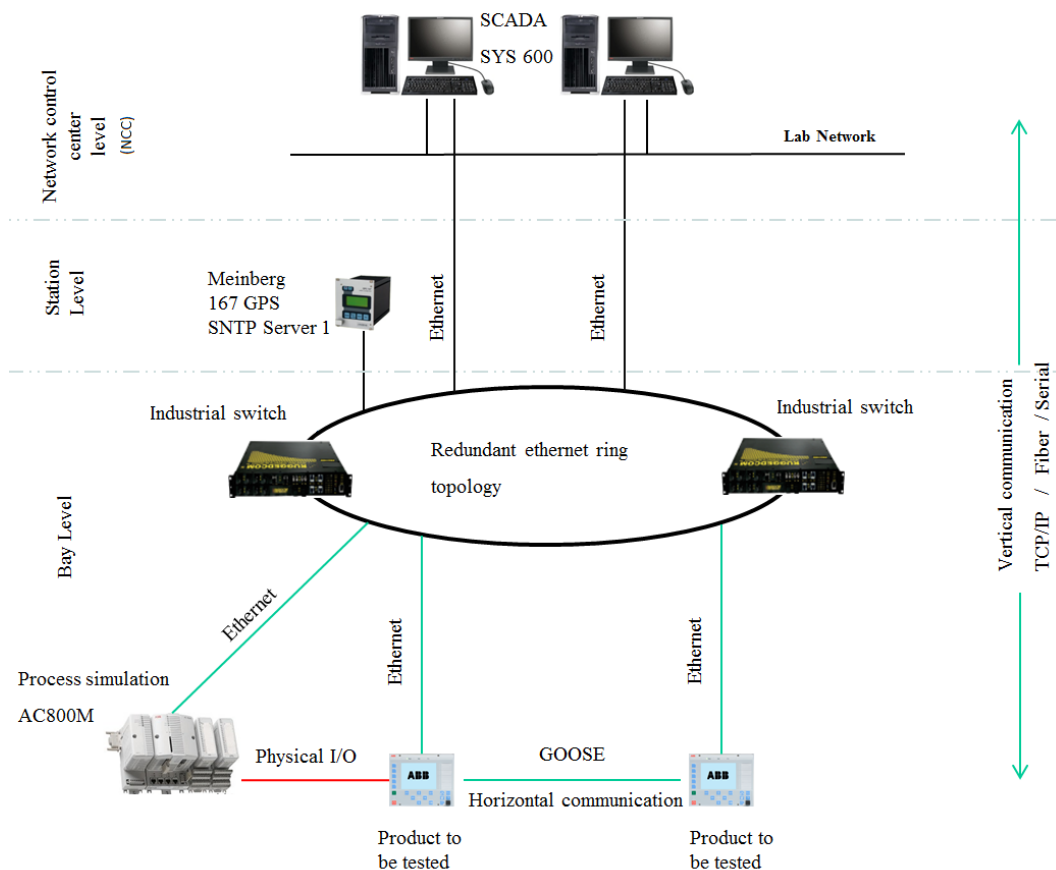 SCADA
SYS 600
Network control
center
level
(NCC)
Lab Network
Station
Level
Meinberg
167 GPS
SNTP Server 1
Ethernet
Ethernet
Industrial switch
Industrial switch
RUGGEDCOM
RUGGEDCOM
Redundant ethernet ring
topology
Bay Level
Vertical communication
TCP/IP / Fiber / Serial
Ethernet
Ethernet
Ethernet
Process simulation
AC800M
Physical I/O
ABB
GOOSE
Horizontal communication
ABB
Product to
be tested
Product to
be tested